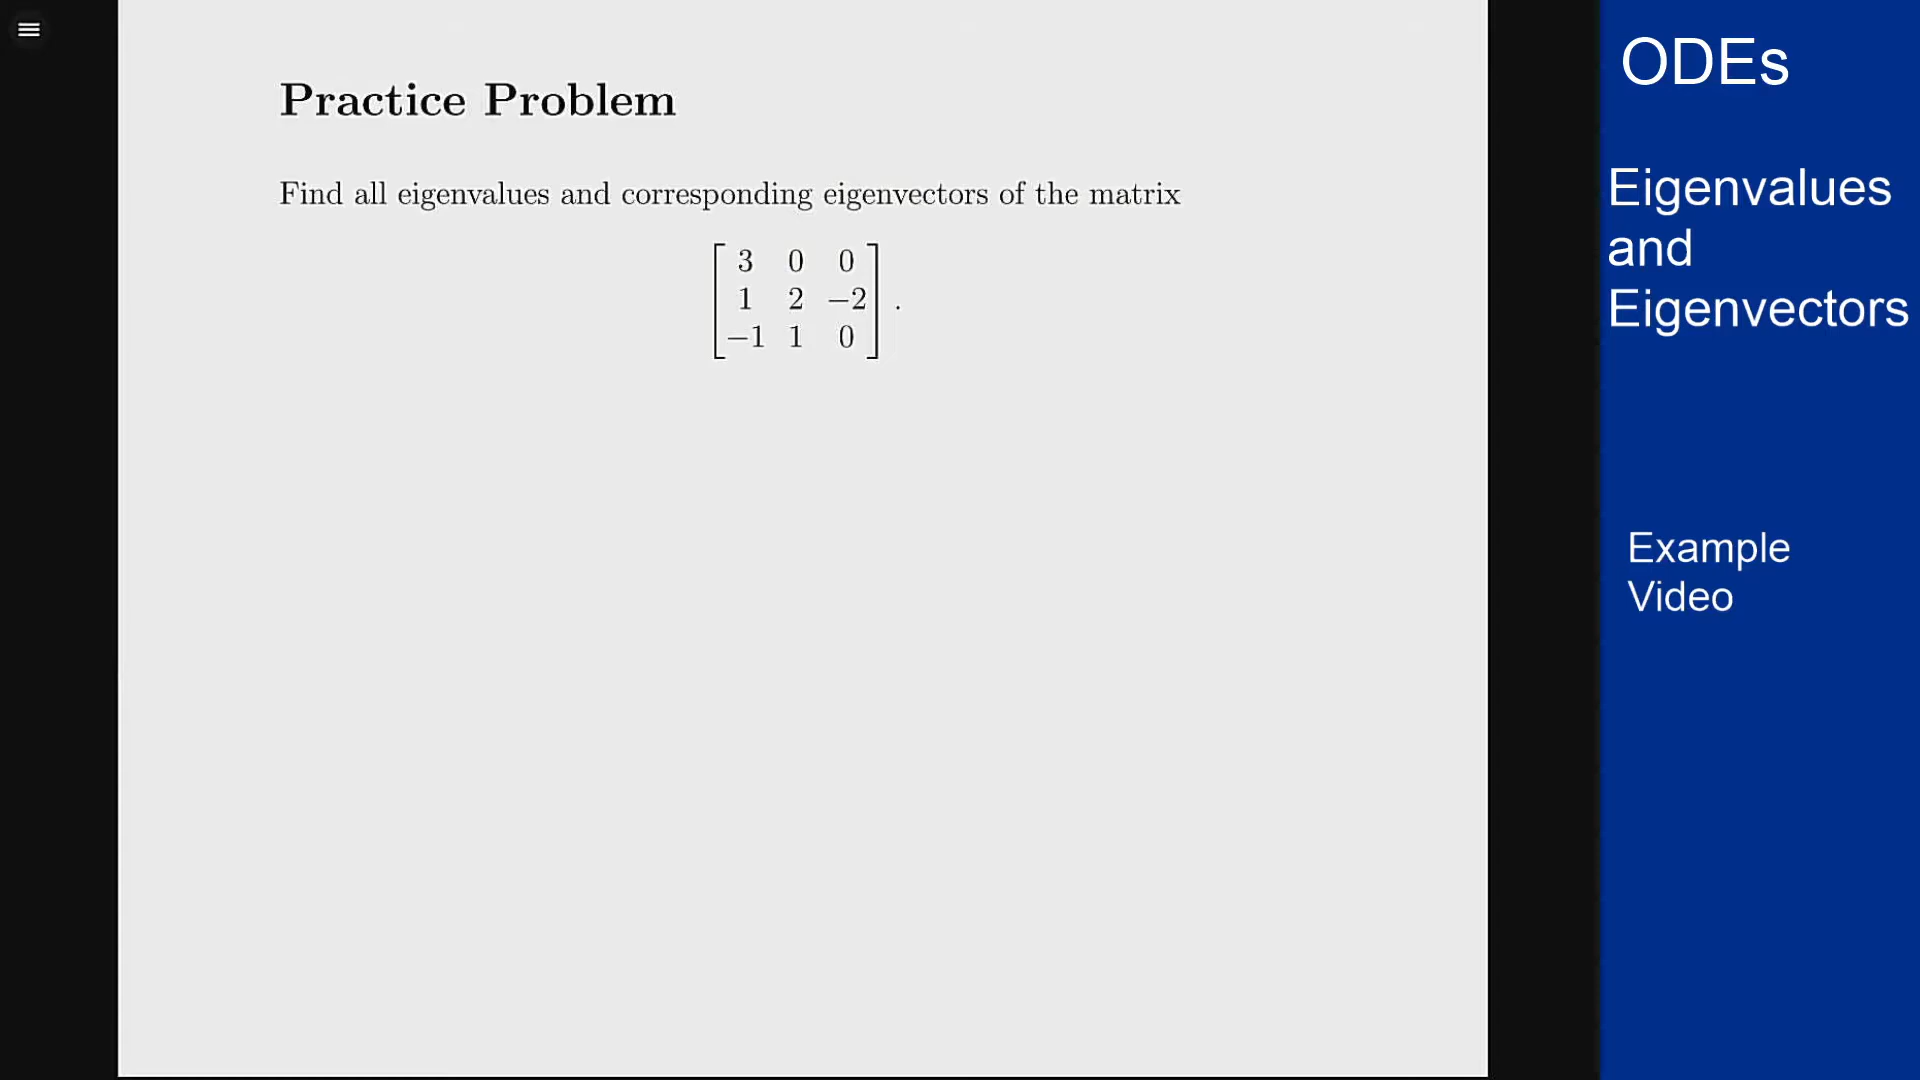 Practice Problem
Find all eigenvalues and corresponding eigenvectors of the matrix
3 0 0
1 2 −2
−1 1 0
.
ODEs
Eigenvalues
and
Eigenvectors
Example
Video